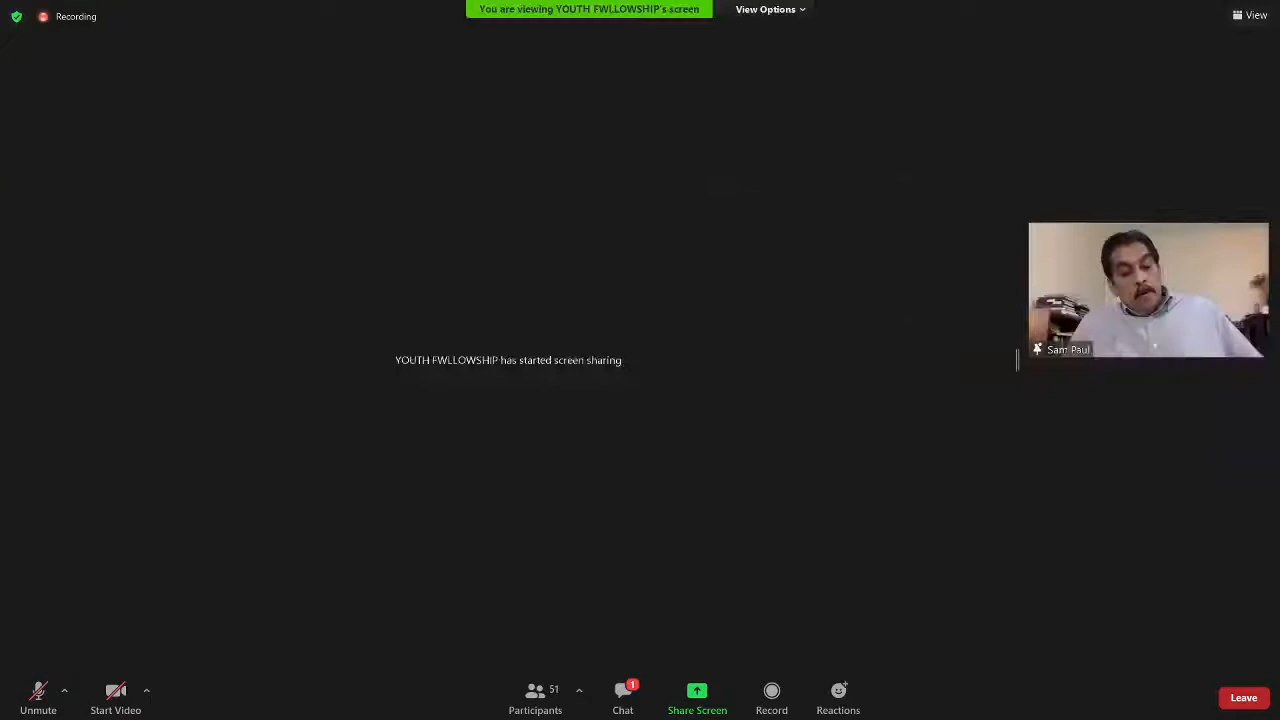 Recording
You are viewing YOUTH FWLLOWSHIP's screen
View Options
View
YOUTH FWLLOWSHIP has started screen sharing
Sam Paul
Unmute
Start Video
Participants
51
Chat
1
Share Screen
Record
Reactions
Leave